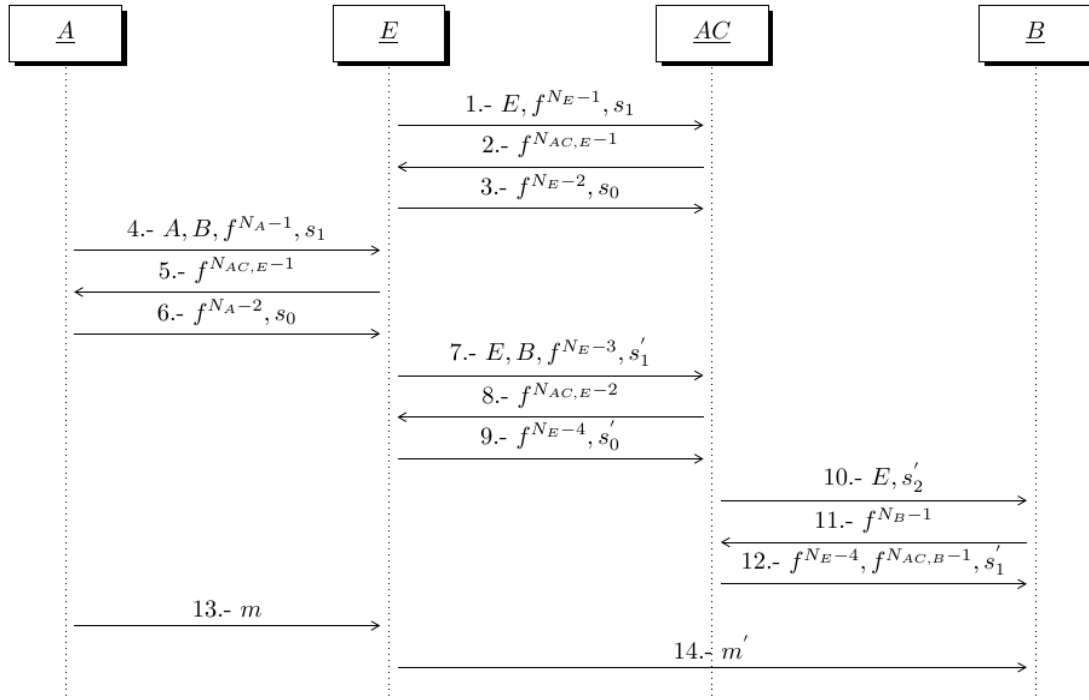 A
E
AC
B
1.- E, f^{N_E−1}, s_1
2.- f^{N_{AC,E}−1}
3.- f^{N_E−2}, s_0
4.- A, B, f^{N_A−1}, s_1
5.- f^{N_{AC,E}−1}
6.- f^{N_A−2}, s_0
7.- E, B, f^{N_E−3}, s_1^'
8.- f^{N_{AC,E}−2}
9.- f^{N_E−4}, s_0^'
10.- E, s_2^'
11.- f^{N_B−1}
12.- f^{N_E−4}, f^{N_{AC,B}−1}, s_1^'
13.- m
14.- m^'